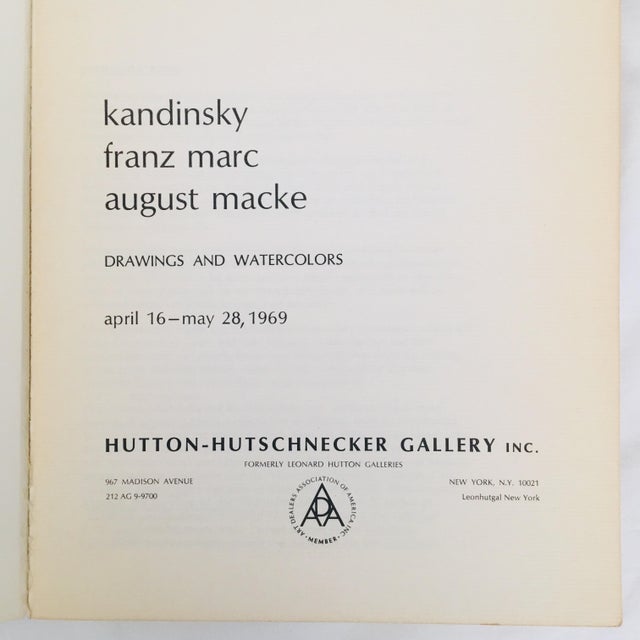 kandinsky
franz marc
august macke
DRAWINGS AND WATERCOLORS
april 16–may 28, 1969
HUTTON-HUTSCHNECKER GALLERY INC.
FORMERLY LEONARD HUTTON GALLERIES
967 MADISON AVENUE
NEW YORK, N.Y. 10021
212 AG 9-9700
Leonhutgal New York
ART DEALERS ASSOCIATION OF AMERICA INC.
ADAA
• MEMBER •